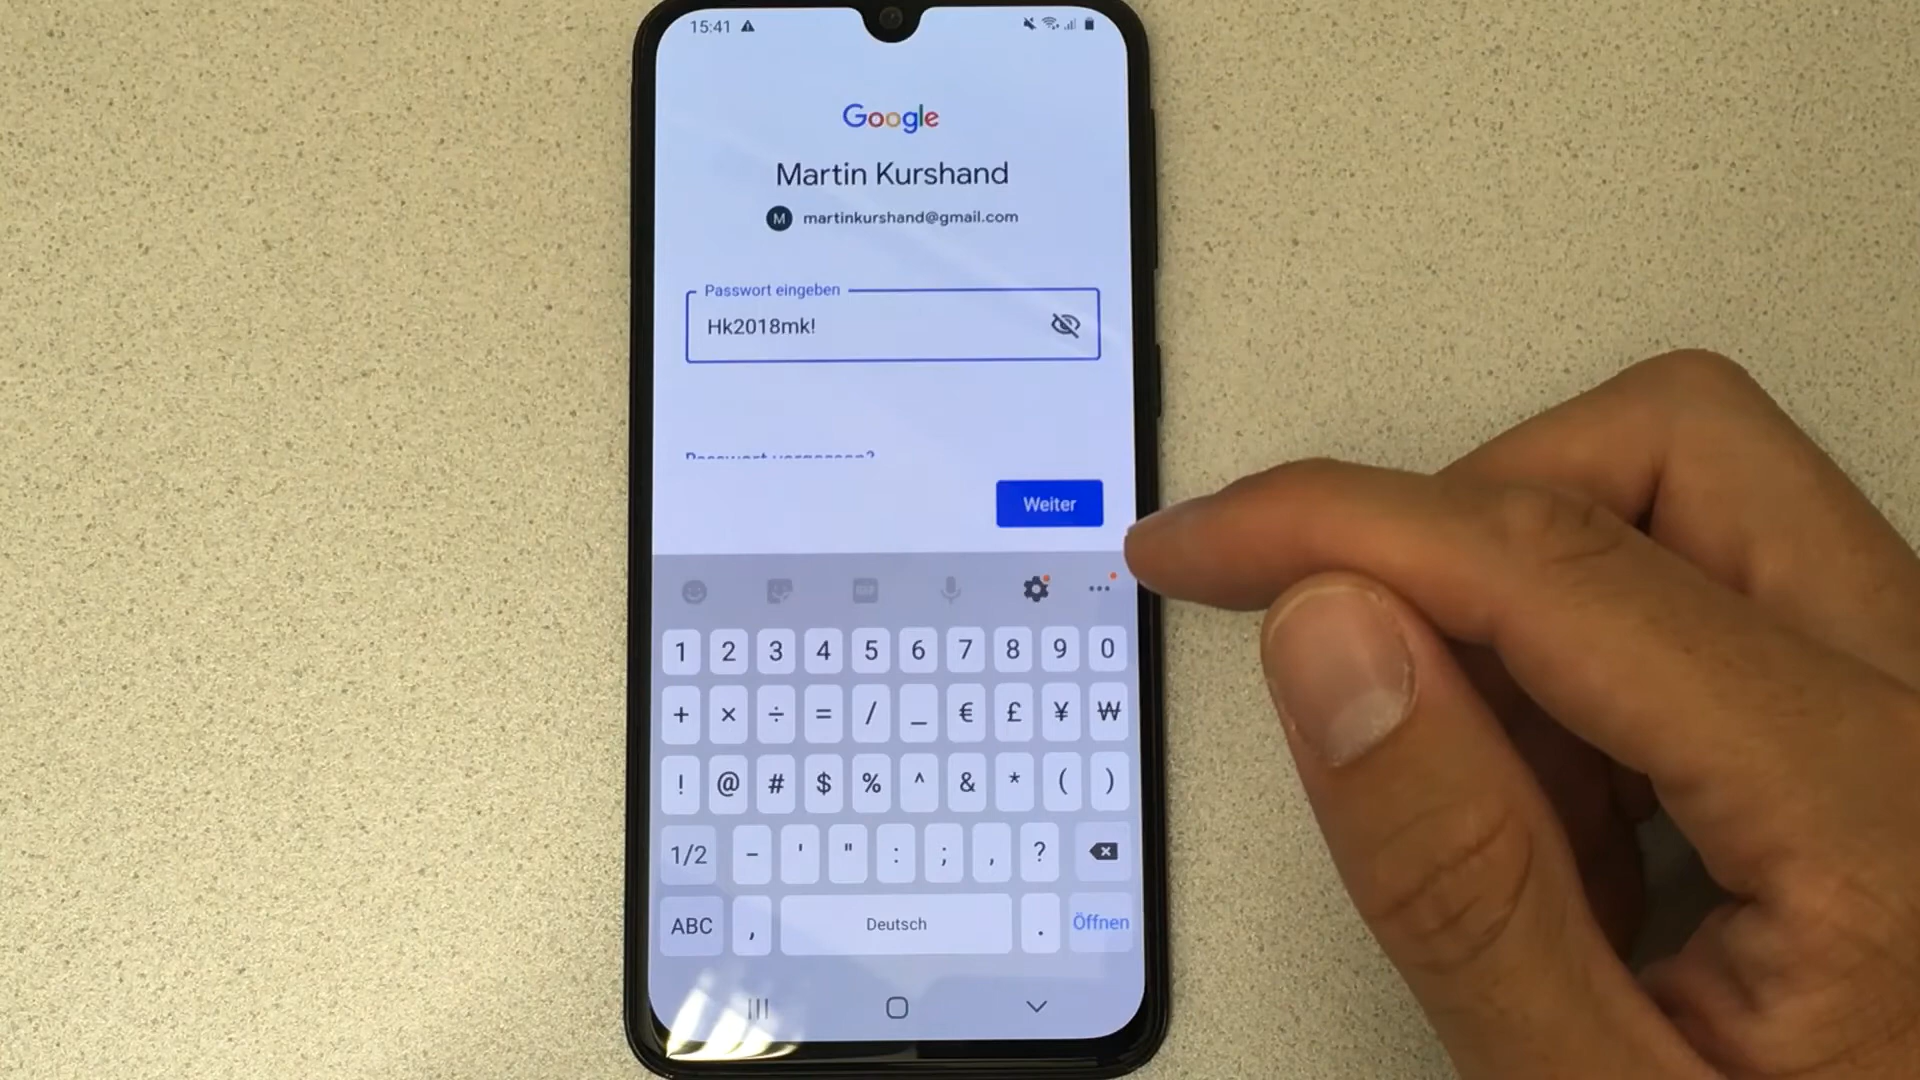 15:41
Google
Martin Kurshand
M martinkurshand@gmail.com
Passwort eingeben
Hk2018mk!
Weiter
1 2 3 4 5 6 7 8 9 0
+ × ÷ = / _ € £ ¥ ₩
! @ # $ % ^ & * ( )
1/2 - ' " : ; , ?
ABC , Deutsch . Öffnen